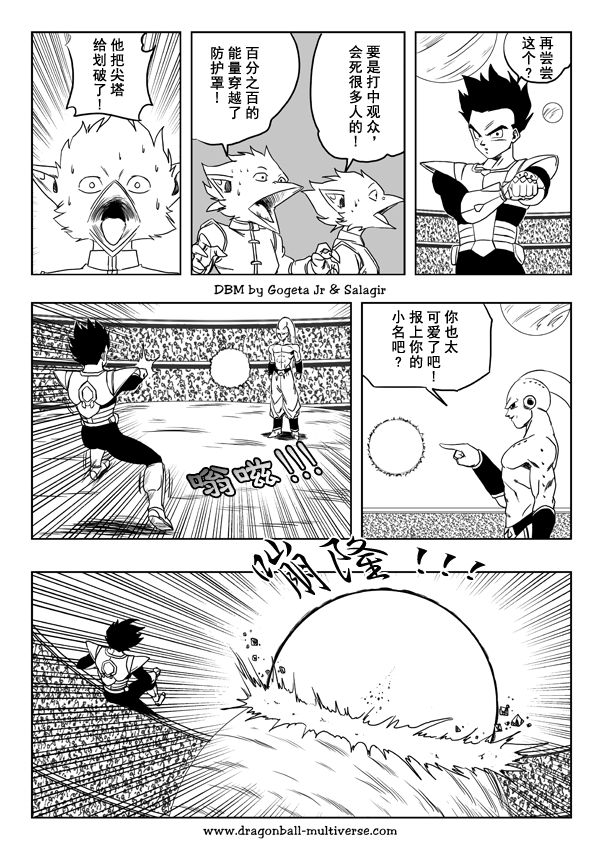 再尝尝
这个?
要是打中观众,
会死很多人的!
百分之百的
能量穿越了
防护罩!
他把尖塔
给划破了!
DBM by Gogeta Jr & Salagir
嗡嗞!!!
你也太
可爱了吧!
报上你的
小名吧?
嘣隆!!!
www.dragonball-multiverse.com